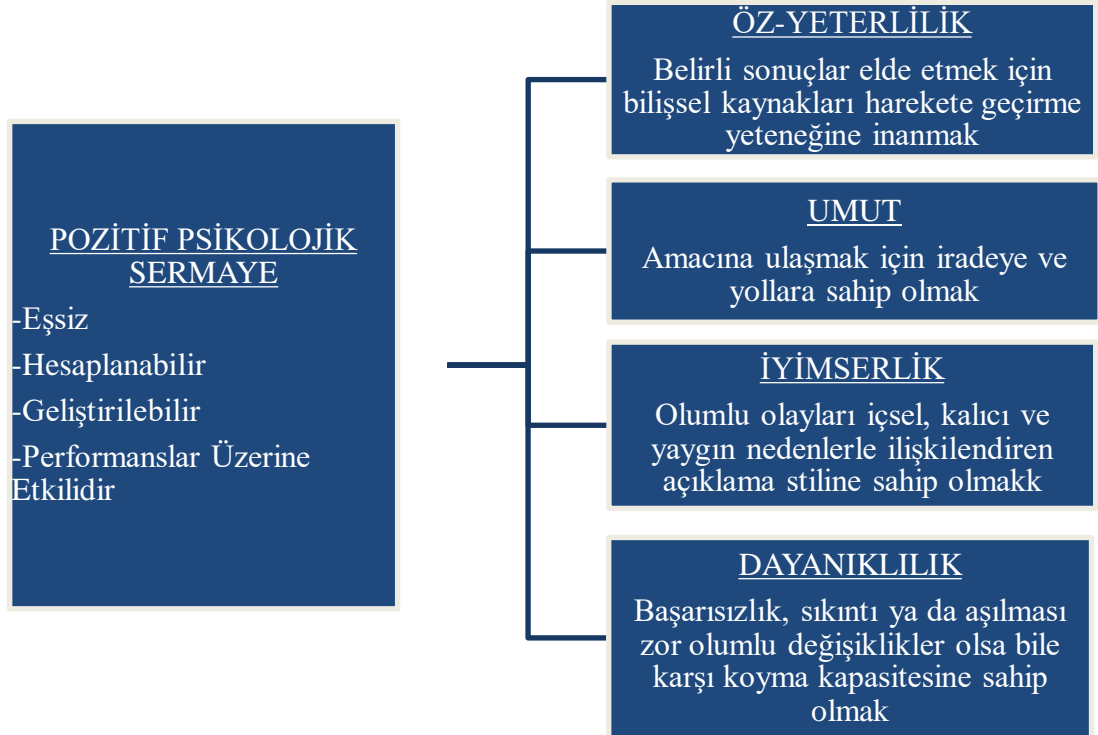 POZİTİF PSİKOLOJİK
SERMAYE
-Eşsiz
-Hesaplanabilir
-Geliştirilebilir
-Performanslar Üzerine
Etkilidir
ÖZ-YETERLİLİK
Belirli sonuçlar elde etmek için
bilişsel kaynakları harekete geçirme
yeteneğine inanmak
UMUT
Amacına ulaşmak için iradeye ve
yollara sahip olmak
İYİMSERLİK
Olumlu olayları içsel, kalıcı ve
yaygın nedenlerle ilişkilendiren
açıklama stiline sahip olmakk
DAYANIKLILIK
Başarısızlık, sıkıntı ya da aşılması
zor olumlu değişiklikler olsa bile
karşı koyma kapasitesine sahip
olmak